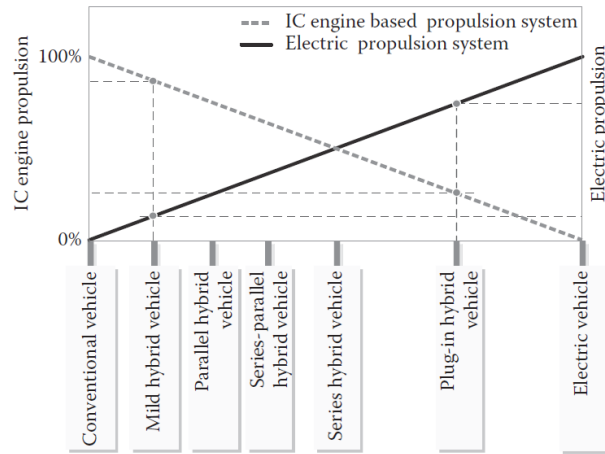 IC engine based propulsion system
Electric propulsion system
100%
0%
IC engine propulsion
Electric propulsion
Conventional vehicle
Mild hybrid vehicle
Parallel hybrid
vehicle
Series-parallel
hybrid vehicle
Series hybrid vehicle
Plug-in hybrid
vehicle
Electric vehicle